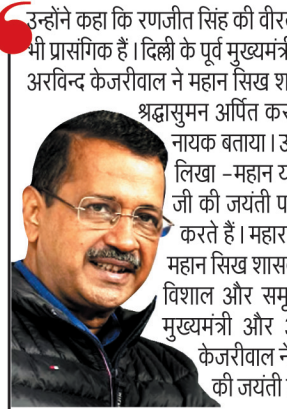 उन्होंने कहा कि रणजीत सिंह की वीर
भी प्रासंगिक हैं । दिल्ली के पूर्व मुख्यमंत्री
अरविन्द केजरीवाल ने महान सिख श
श्रद्धासुमन अर्पित कर
नायक बताया । उ
लिखा -महान य
जी की जयंती प
करते हैं । महार
महान सिख शास
विशाल और समृ
मुख्यमंत्री और
केजरीवाल ने
की जयंती